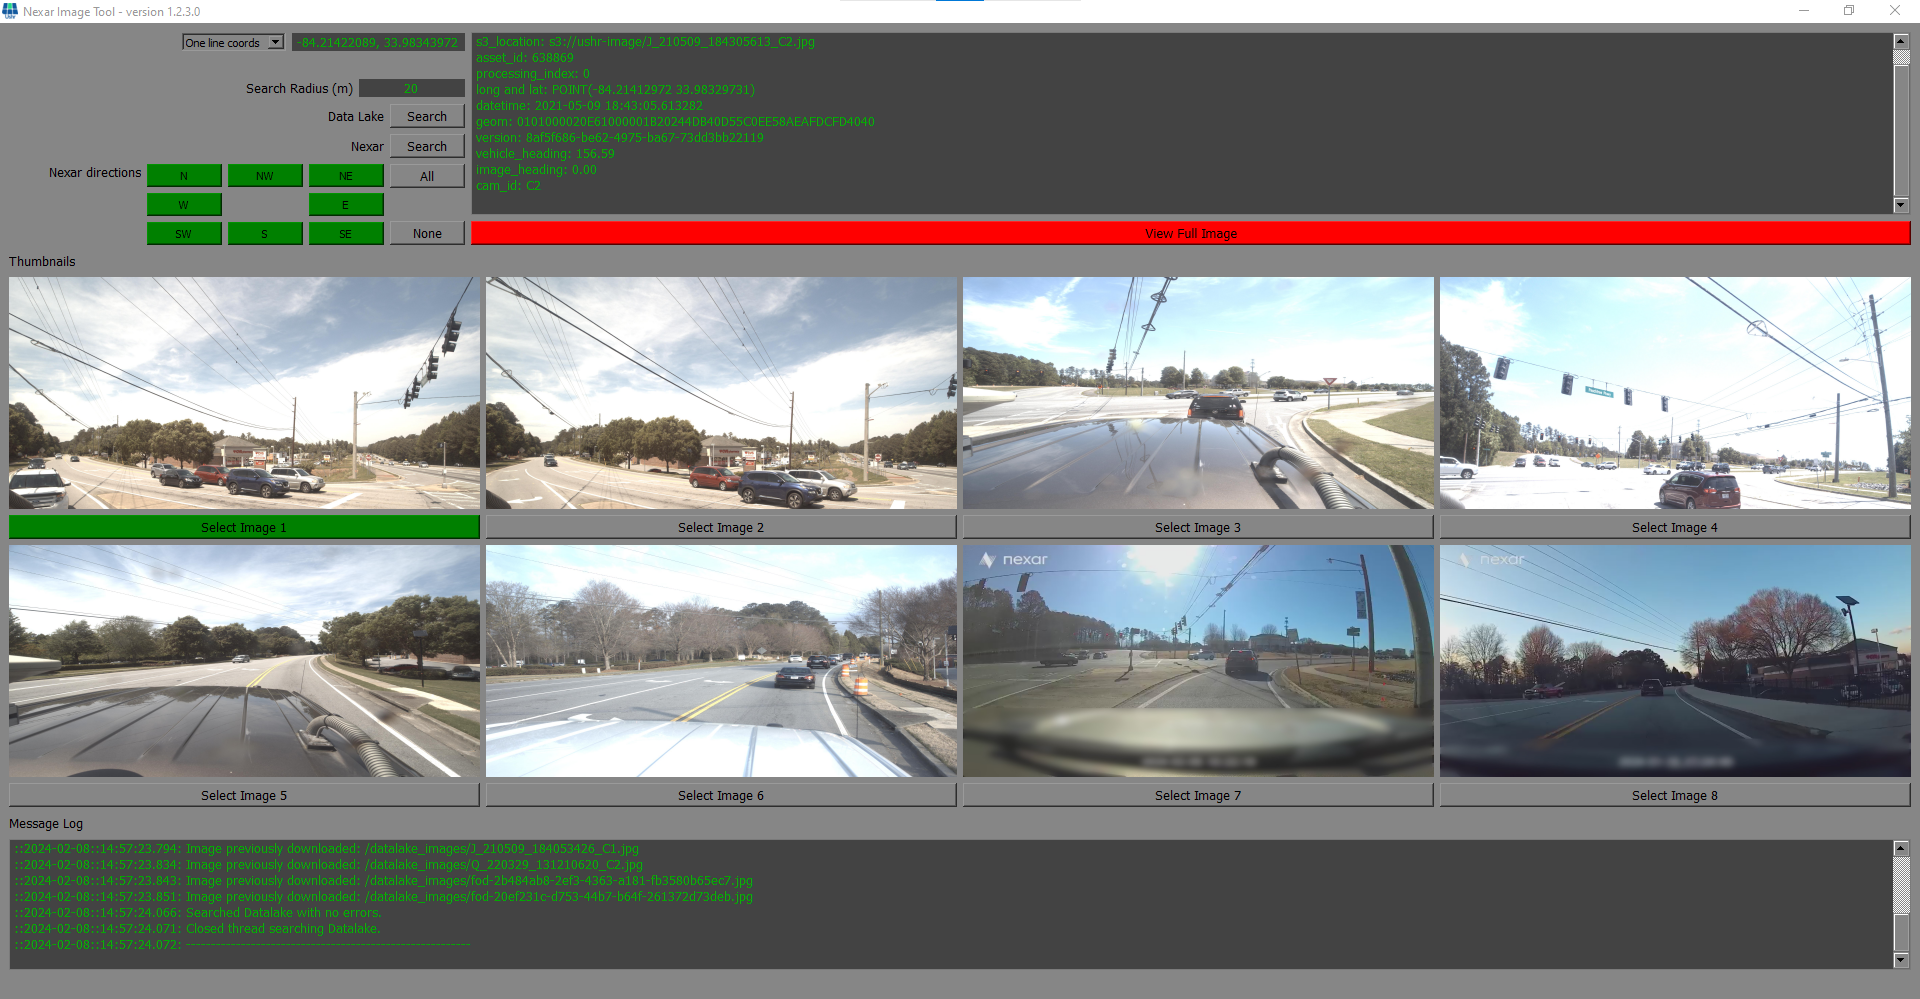 Nexar Image Tool - version 1.2.3.0
One line coords
-84.21422089, 33.98343972
Search Radius (m)
20
Data Lake
Search
Nexar
Search
Nexar directions
N
NW
NE
All
W
E
SW
S
SE
None
s3_location: s3://ushr-image/J_210509_184305613_C2.jpg
asset_id: 638869
processing_index: 0
long and lat: POINT(-84.21412972 33.98329731)
datetime: 2021-05-09 18:43:05.613282
geom: 0101000020E61000001B20244DB40D55C0EE58AEAFDCFD4040
version: 8af5f686-be62-4975-ba67-73dd3bb22119
vehicle_heading: 156.59
image_heading: 0.00
cam_id: C2
View Full Image
Thumbnails
Select Image 1
Select Image 2
Select Image 3
Select Image 4
nexar
nexar
Select Image 5
Select Image 6
Select Image 7
Select Image 8
Message Log
::2024-02-08::14:57:23.794: Image previously downloaded: /datalake_images/J_210509_184053426_C1.jpg
::2024-02-08::14:57:23.834: Image previously downloaded: /datalake_images/Q_220329_131210620_C2.jpg
::2024-02-08::14:57:23.843: Image previously downloaded: /datalake_images/fod-2b484ab8-2ef3-4363-a181-fb3580b65ec7.jpg
::2024-02-08::14:57:23.851: Image previously downloaded: /datalake_images/fod-20ef231c-d753-44b7-b64f-261372d73deb.jpg
::2024-02-08::14:57:24.066: Searched Datalake with no errors.
::2024-02-08::14:57:24.071: Closed thread searching Datalake.
::2024-02-08::14:57:24.072: ------------------------------------------------------------